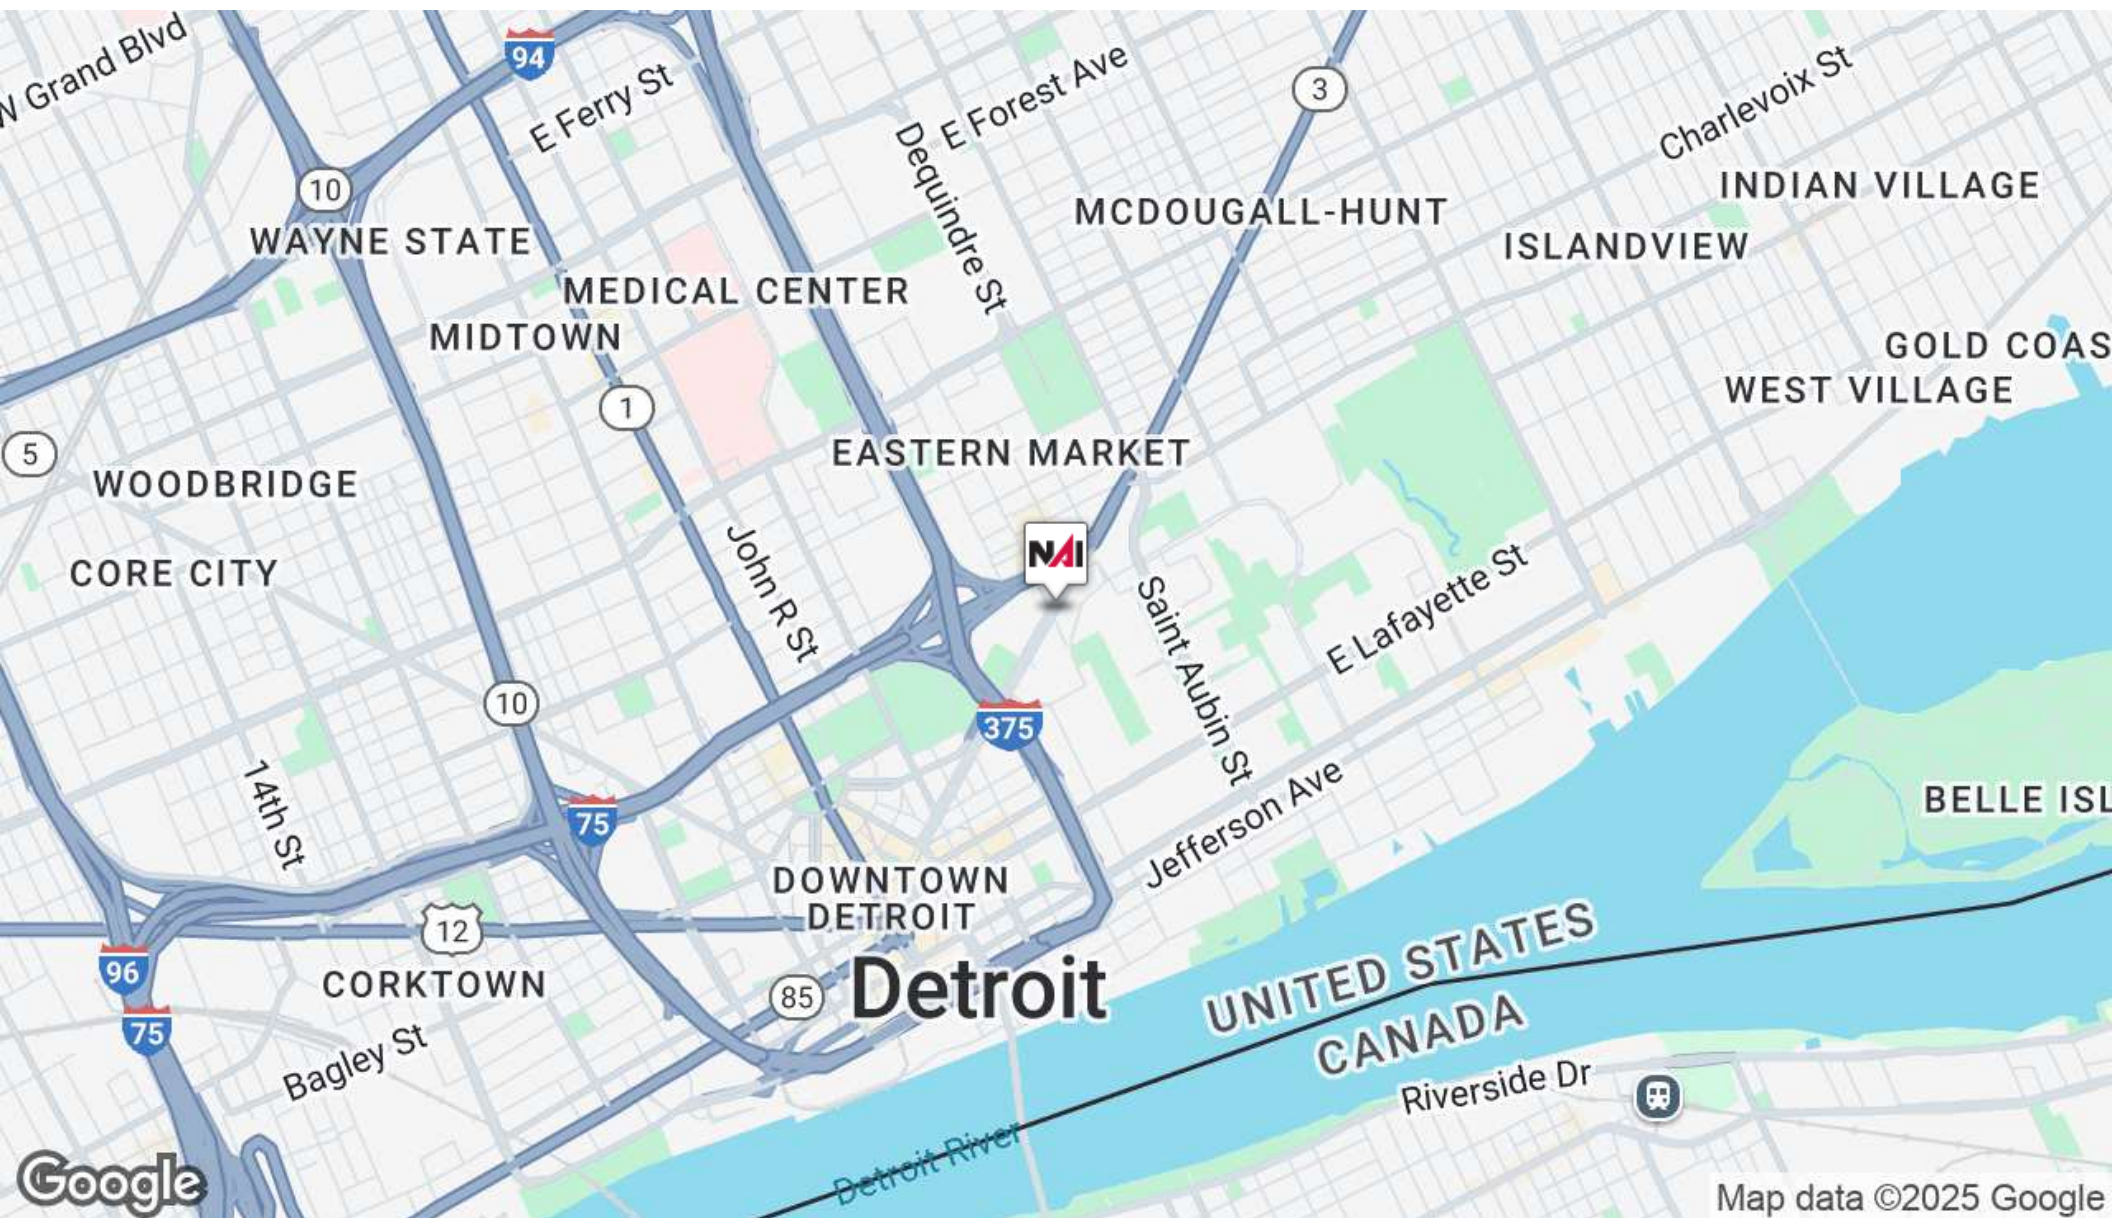 W Grand Blvd
94
E Ferry St
E Forest Ave
3
Charlevoix St
Dequindre St
10
INDIAN VILLAGE
MCDOUGALL-HUNT
WAYNE STATE
ISLANDVIEW
MEDICAL CENTER
MIDTOWN
GOLD COAS
WEST VILLAGE
1
5
EASTERN MARKET
WOODBRIDGE
NAI
John R St
CORE CITY
Saint Aubin St
E Lafayette St
10
375
14th St
75
Jefferson Ave
BELLE ISL
DOWNTOWN
DETROIT
12
96
CORKTOWN
85
Detroit
UNITED STATES
CANADA
75
Bagley St
Riverside Dr
Detroit River
Google
Map data ©2025 Google